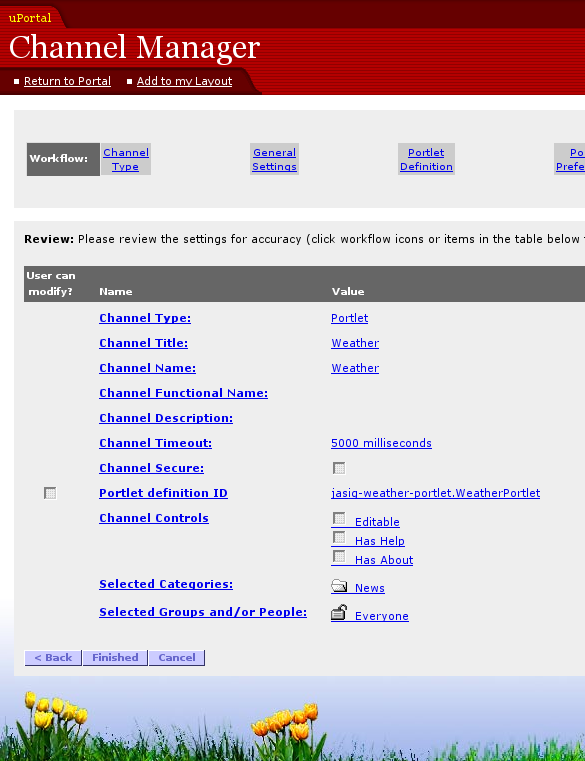 uPortal
Channel Manager
Return to Portal Add to my Layout
Workflow: Channel Type General Settings Portlet Definition Po Prefe
Review: Please review the settings for accuracy (click workflow icons or items in the table below
User can modify? Name Value
Channel Type: Portlet
Channel Title: Weather
Channel Name: Weather
Channel Functional Name:
Channel Description:
Channel Timeout: 5000 milliseconds
Channel Secure:
Portlet definition ID jasig-weather-portlet.WeatherPortlet
Channel Controls Editable
Has Help
Has About
Selected Categories: News
Selected Groups and/or People: Everyone
< Back Finished Cancel